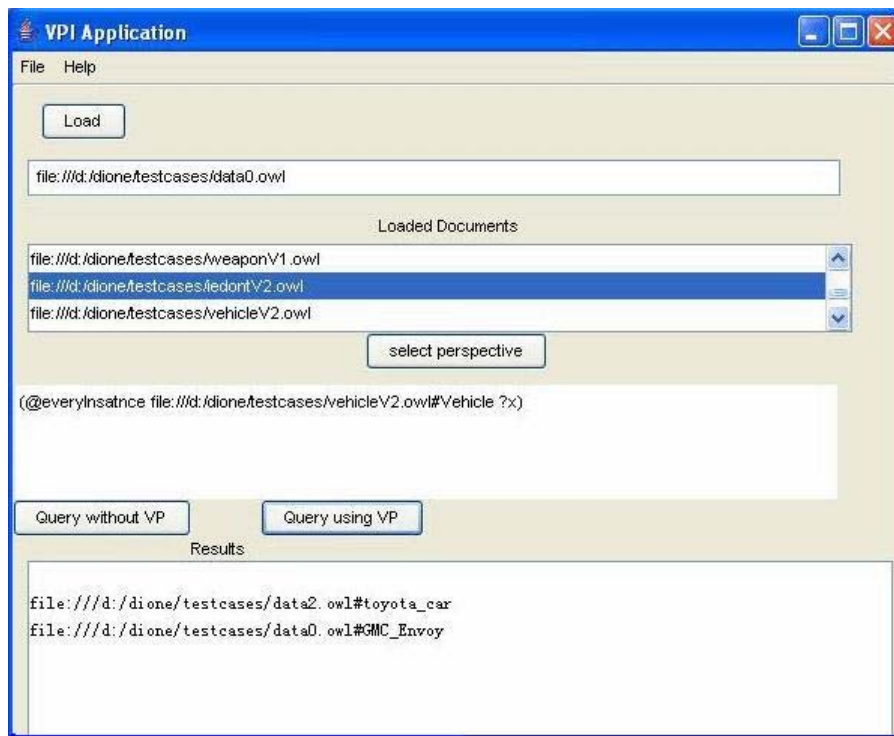 VPI Application
File Help
Load
file:///d:/dione/testcases/data0.owl
Loaded Documents
file:///d:/dione/testcases/weaponV1.owl
file:///d:/dione/testcases/iedontV2.owl
file:///d:/dione/testcases/vehicleV2.owl
select perspective
(@everyInsatnce file:///d:/dione/testcases/vehicleV2.owl#Vehicle ?x)
Query without VP Query using VP
Results
file:///d:/dione/testcases/data2.owl#toyota_car
file:///d:/dione/testcases/data0.owl#GMC_Envoy